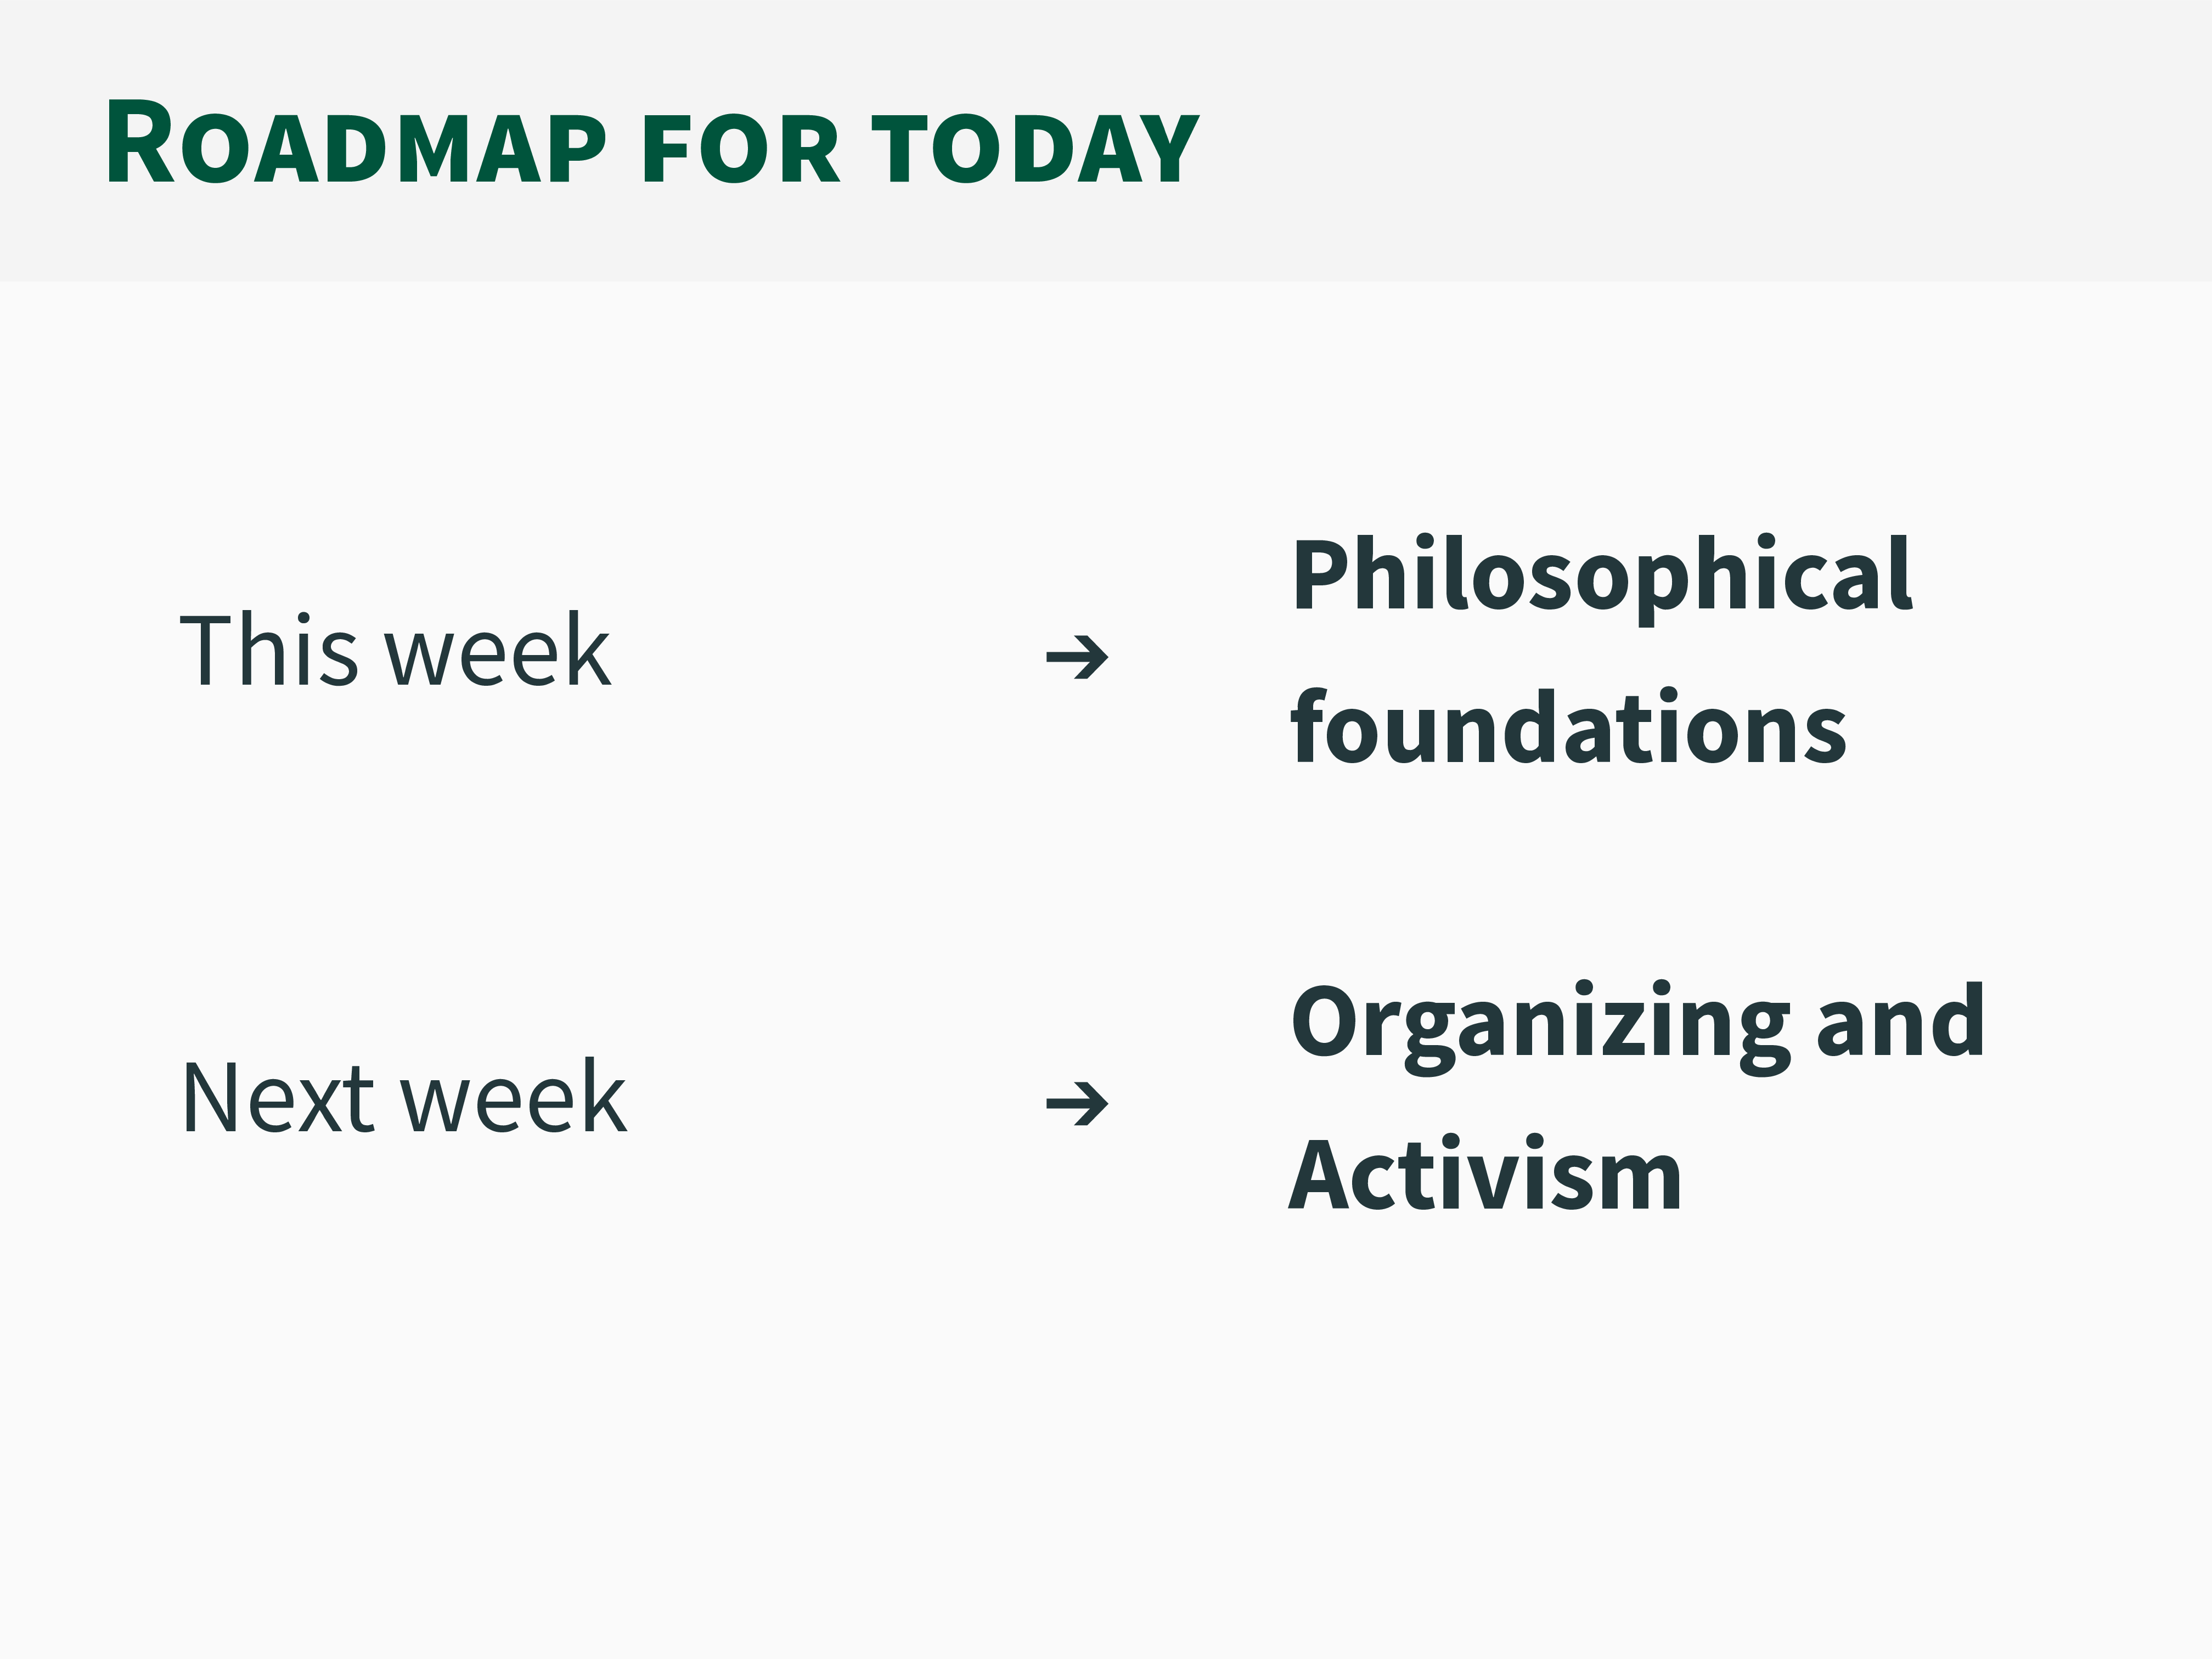 Roadmap for today
This week → Philosophical
foundations
Next week → Organizing and
Activism